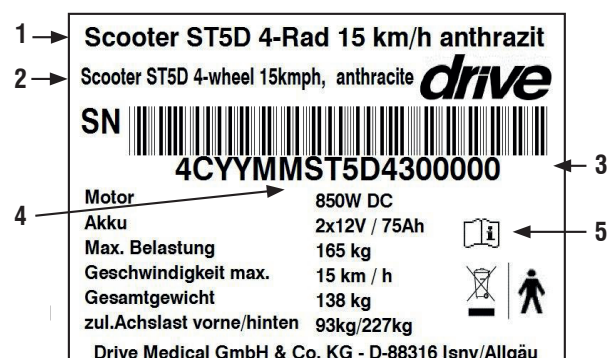 1 Scooter ST5D 4-Rad 15 km/h anthrazit
2 Scooter ST5D 4-wheel 15kmph, anthracite drive
SN
4CYYMMST5D4300000 3
4 Motor 850W DC
Akku 2x12V / 75Ah
5
Max. Belastung 165 kg
Geschwindigkeit max. 15 km / h
Gesamtgewicht 138 kg
zul.Achslast vorne/hinten 93kg/227kg
Drive Medical GmbH & Co. KG - D-88316 Isny/Allgäu